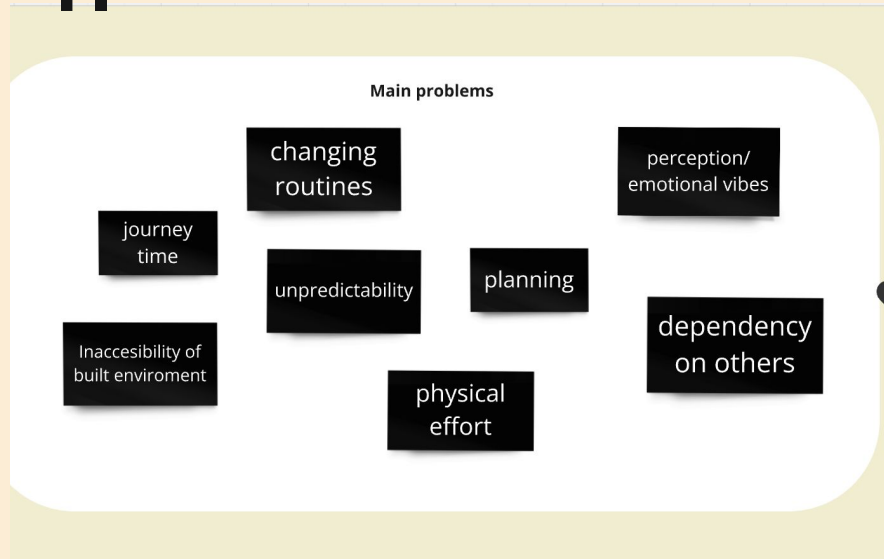 Main problems
changing
routines
perception/
emotional vibes
journey
time
unpredictability
planning
dependency
on others
Inaccesibility of
built enviroment
physical
effort